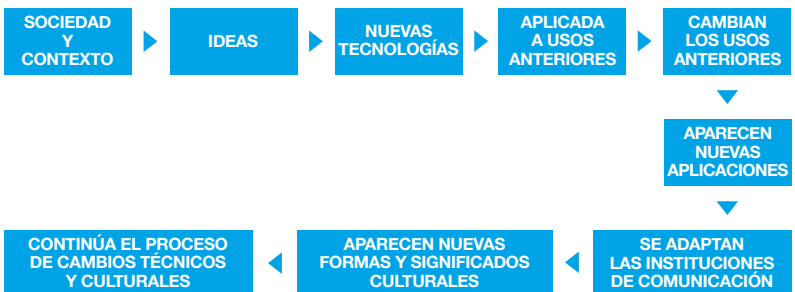 SOCIEDAD
Y
CONTEXTO
IDEAS
NUEVAS
TECNOLOGÍAS
APLICADA
A USOS
ANTERIORES
CAMBIAN
LOS USOS
ANTERIORES
APARECEN
NUEVAS
APLICACIONES
SE ADAPTAN
LAS INSTITUCIONES
DE COMUNICACIÓN
APARECEN NUEVAS
FORMAS Y SIGNIFICADOS
CULTURALES
CONTINÚA EL PROCESO
DE CAMBIOS TÉCNICOS
Y CULTURALES